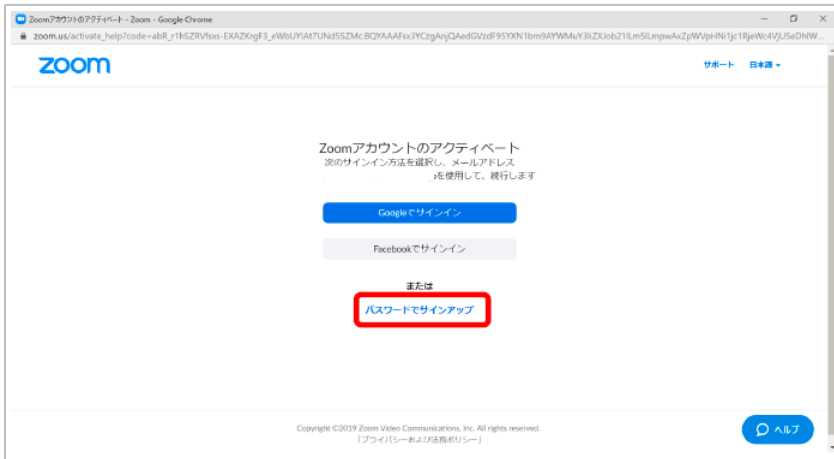 Zoomアカウントのアクティベート - Zoom - Google Chrome
zoom
サポート 日本語
Zoomアカウントのアクティベート
次のサインイン方法を選択し、メールアドレス
を使用して、続行します
Googleでサインイン
Facebookでサインイン
または
パスワードでサインアップ
Copyright ©2019 Zoom Video Communications, Inc. All rights reserved.
「プライバシーおよび法務ポリシー」
ヘルプ